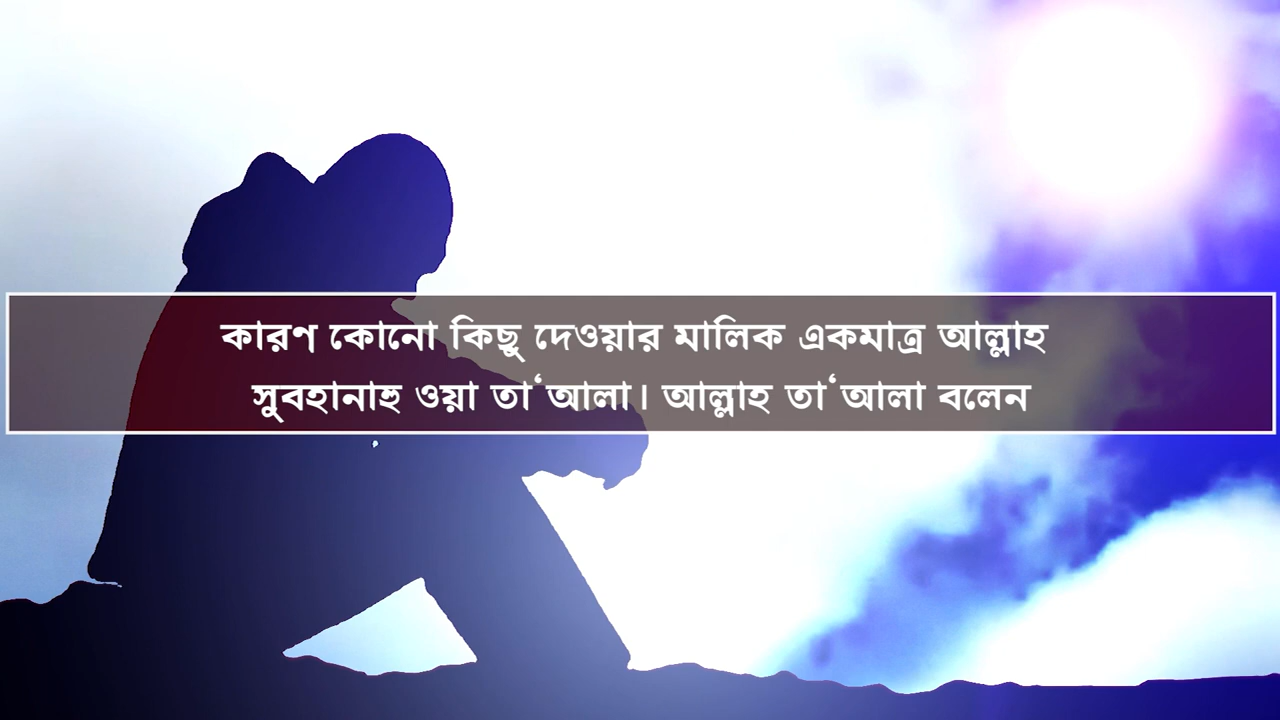 কারণ কোনো কিছু দেওয়ার মালিক একমাত্র আল্লাহ
সুবহানাহু ওয়া তা‘আলা। আল্লাহ তা‘আলা বলেন